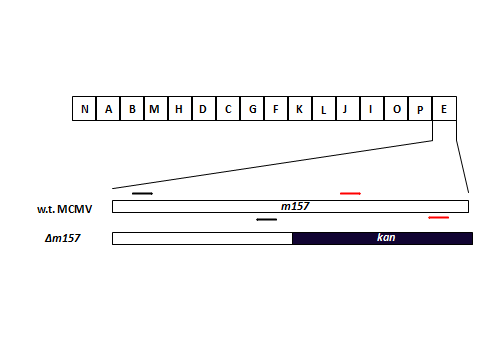 N A B M H D C G F K L J I O P E
w.t. MCMV m157
Δm157 kan